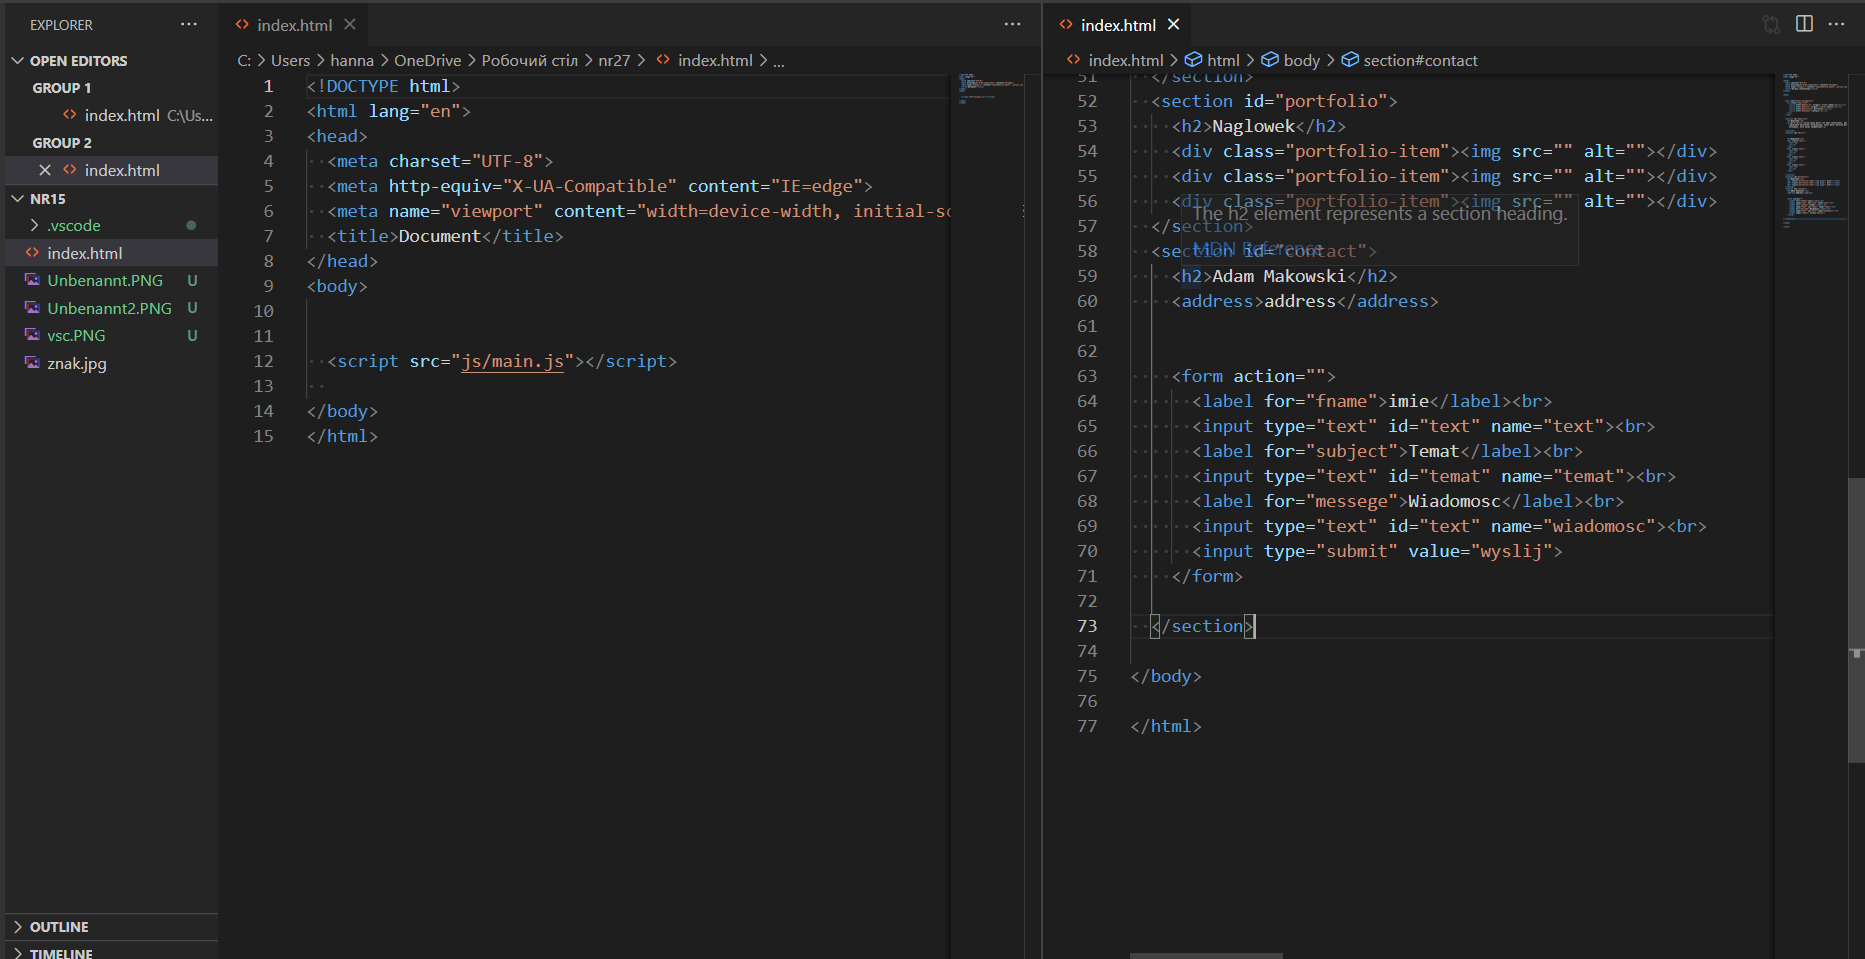 EXPLORER
OPEN EDITORS
GROUP 1
index.html C:\Us...
GROUP 2
index.html
NR15
.vscode
index.html
Unbenannt.PNG U
Unbenannt2.PNG U
vsc.PNG U
znak.jpg
OUTLINE
TIMELINE
index.html
C: > Users > hanna > OneDrive > Робочий стіл > nr27 > index.html > ...
1 <!DOCTYPE html>
2 <html lang="en">
3 <head>
4 <meta charset="UTF-8">
5 <meta http-equiv="X-UA-Compatible" content="IE=edge">
6 <meta name="viewport" content="width=device-width, initial-sc
7 <title>Document</title>
8 </head>
9 <body>
10
11
12 <script src="js/main.js"></script>
13
14 </body>
15 </html>
index.html
index.html > html > body > section#contact
51 </section>
52 <section id="portfolio">
53 <h2>Naglowek</h2>
54 <div class="portfolio-item"><img src="" alt=""></div>
55 <div class="portfolio-item"><img src="" alt=""></div>
56 <div class="portfolio-item"><img src="" alt=""></div>
The h2 element represents a section heading.
57 </section>
MDN Reference
58 <section id="contact">
59 <h2>Adam Makowski</h2>
60 <address>address</address>
61
62
63 <form action="">
64 <label for="fname">imie</label><br>
65 <input type="text" id="text" name="text"><br>
66 <label for="subject">Temat</label><br>
67 <input type="text" id="temat" name="temat"><br>
68 <label for="messege">Wiadomosc</label><br>
69 <input type="text" id="text" name="wiadomosc"><br>
70 <input type="submit" value="wyslij">
71 </form>
72
73 </section>
74
75 </body>
76
77 </html>